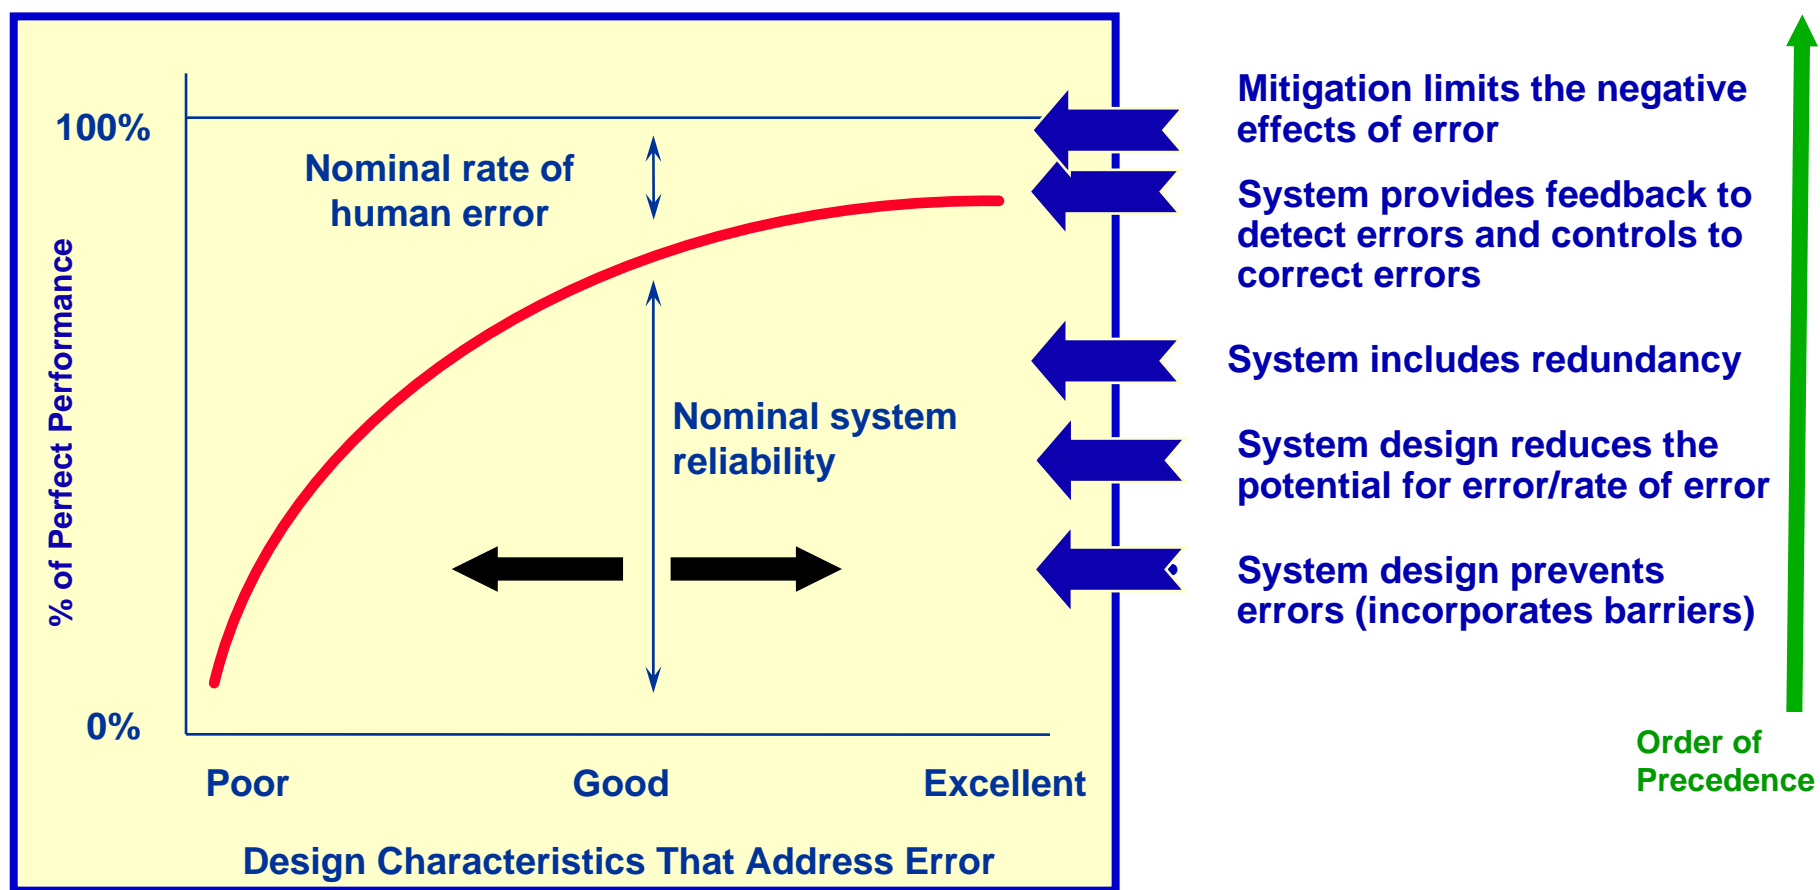 100%
Nominal rate of
human error
% of Perfect Performance
Nominal system
reliability
0%
Poor
Good
Excellent
Design Characteristics That Address Error
Mitigation limits the negative
effects of error
System provides feedback to
detect errors and controls to
correct errors
System includes redundancy
System design reduces the
potential for error/rate of error
System design prevents
errors (incorporates barriers)
Order of
Precedence